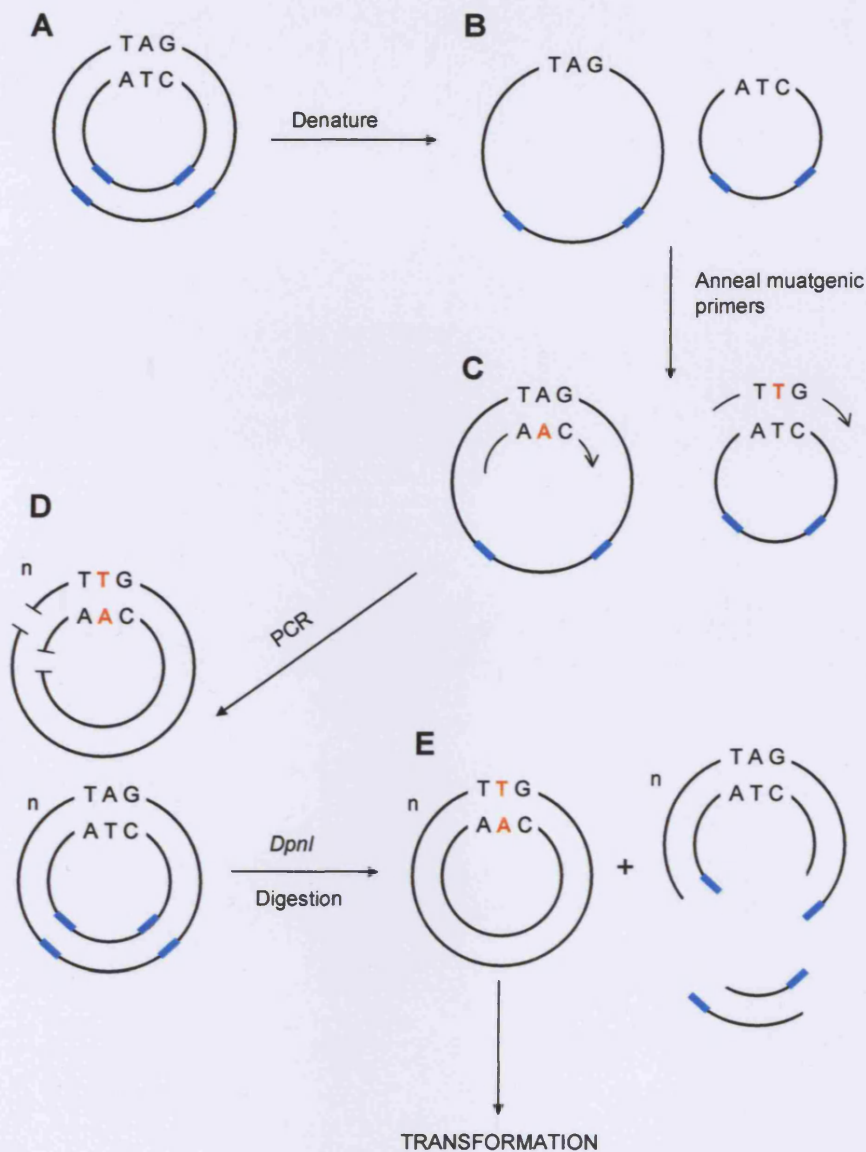 A
TAG
ATC
Denature
B
TAG
ATC
Anneal muatgenic
primers
C
TAG
AAC
TTG
ATC
D
n
TTG
AAC
PCR
n
TAG
ATC
DpnI
Digestion
E
n
TTG
AAC
+
n
TAG
ATC
TRANSFORMATION